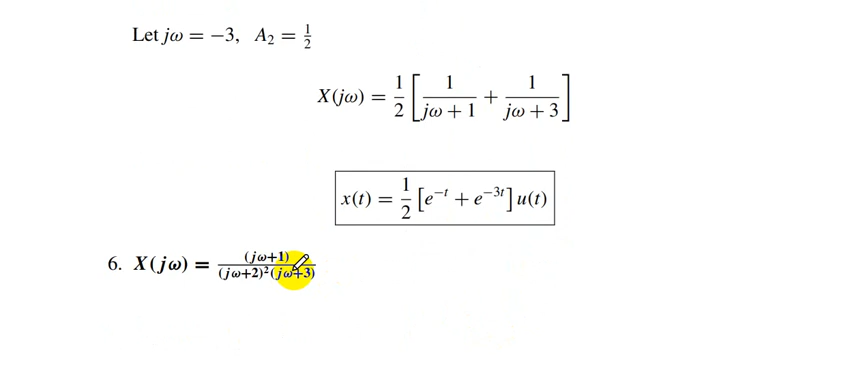 Let jω = −3, A₂ = 1/2
X(jω) = 1/2 [ 1/(jω + 1) + 1/(jω + 3) ]
x(t) = 1/2 [e^{−t} + e^{−3t}] u(t)
6. X(jω) = (jω+1)/((jω+2)²(jω+3))